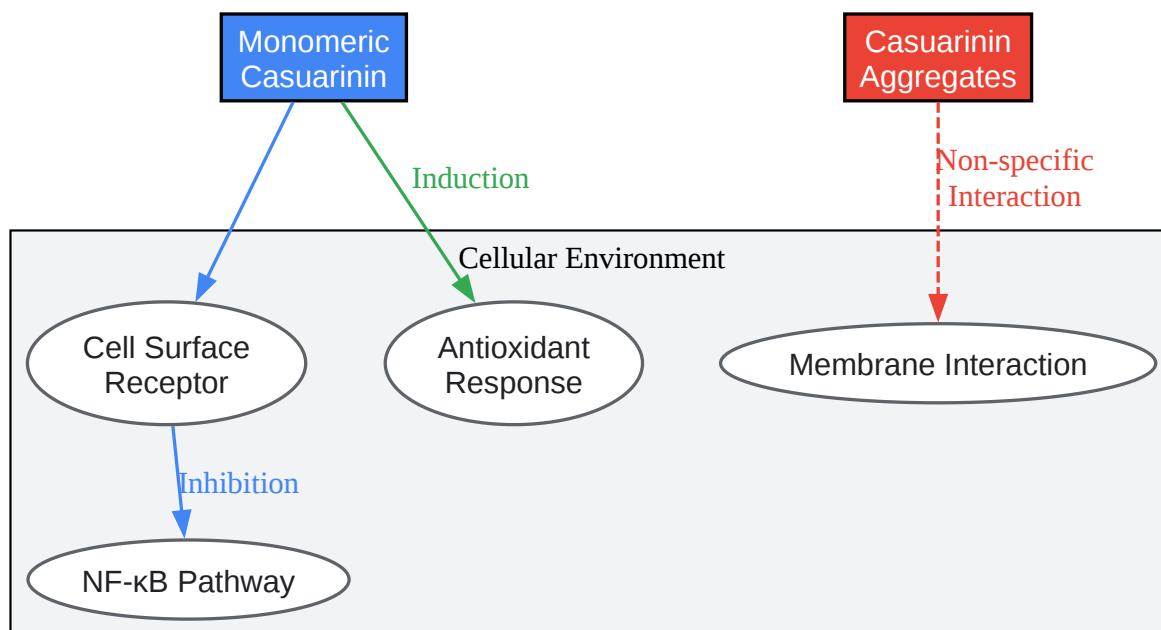 Monomeric
Casuarinin
Casuarinin
Aggregates
Induction
Non-specific
Interaction
Cellular Environment
Cell Surface
Receptor
Antioxidant
Response
Membrane Interaction
Inhibition
NF-κB Pathway